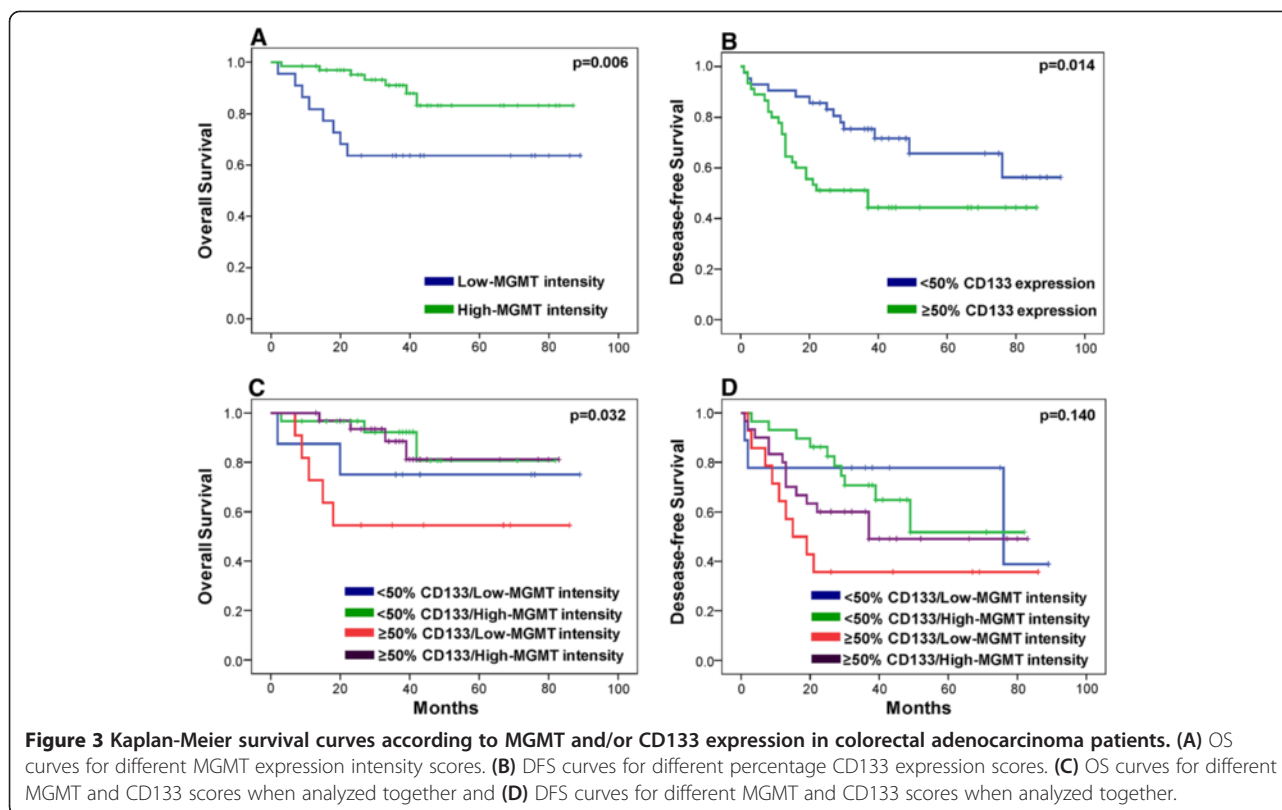 A
p=0.006
Overall Survival
1.0
0.8
0.6
0.4
0.2
0.0
Low-MGMT intensity
High-MGMT intensity
0 20 40 60 80 100
B
p=0.014
Desease-free Survival
1.0
0.8
0.6
0.4
0.2
0.0
<50% CD133 expression
≥50% CD133 expression
0 20 40 60 80 100
C
p=0.032
Overall Survival
1.0
0.8
0.6
0.4
0.2
0.0
<50% CD133/Low-MGMT intensity
<50% CD133/High-MGMT intensity
≥50% CD133/Low-MGMT intensity
≥50% CD133/High-MGMT intensity
0 20 40 60 80 100
Months
D
p=0.140
Desease-free Survival
1.0
0.8
0.6
0.4
0.2
0.0
<50% CD133/Low-MGMT intensity
<50% CD133/High-MGMT intensity
≥50% CD133/Low-MGMT intensity
≥50% CD133/High-MGMT intensity
0 20 40 60 80 100
Months
Figure 3 Kaplan-Meier survival curves according to MGMT and/or CD133 expression in colorectal adenocarcinoma patients. (A) OS
curves for different MGMT expression intensity scores. (B) DFS curves for different percentage CD133 expression scores. (C) OS curves for different
MGMT and CD133 scores when analyzed together and (D) DFS curves for different MGMT and CD133 scores when analyzed together.